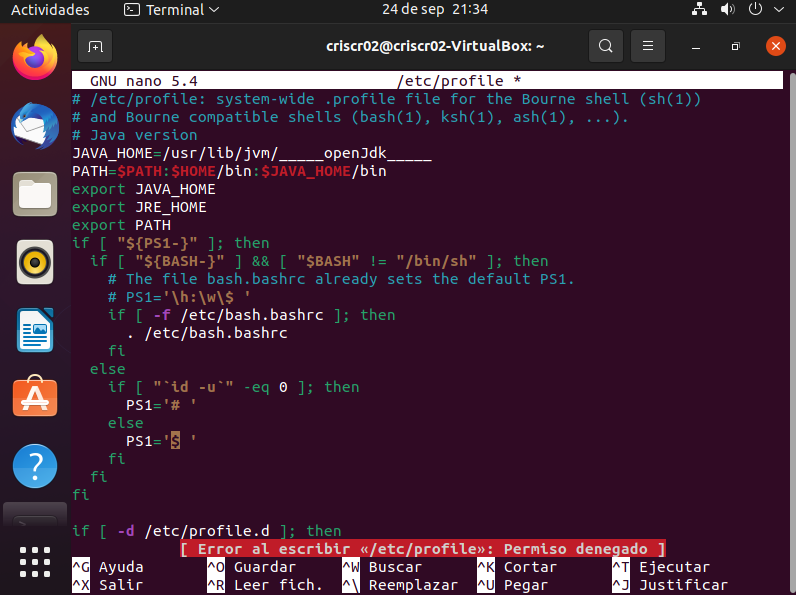 Actividades Terminal 24 de sep 21:34
criscr02@criscr02-VirtualBox: ~
GNU nano 5.4 /etc/profile *
# /etc/profile: system-wide .profile file for the Bourne shell (sh(1))
# and Bourne compatible shells (bash(1), ksh(1), ash(1), ...).
# Java version
JAVA_HOME=/usr/lib/jvm/_____openJdk_____
PATH=$PATH:$HOME/bin:$JAVA_HOME/bin
export JAVA_HOME
export JRE_HOME
export PATH
if [ "${PS1-}" ]; then
  if [ "${BASH-}" ] && [ "$BASH" != "/bin/sh" ]; then
    # The file bash.bashrc already sets the default PS1.
    # PS1='\h:\w\$ '
    if [ -f /etc/bash.bashrc ]; then
      . /etc/bash.bashrc
    fi
  else
    if [ "`id -u`" -eq 0 ]; then
      PS1='# '
    else
      PS1='$ '
    fi
  fi
fi
if [ -d /etc/profile.d ]; then
[ Error al escribir «/etc/profile»: Permiso denegado ]
^G Ayuda ^O Guardar ^W Buscar ^K Cortar ^T Ejecutar
^X Salir ^R Leer fich. ^\ Reemplazar ^U Pegar ^J Justificar